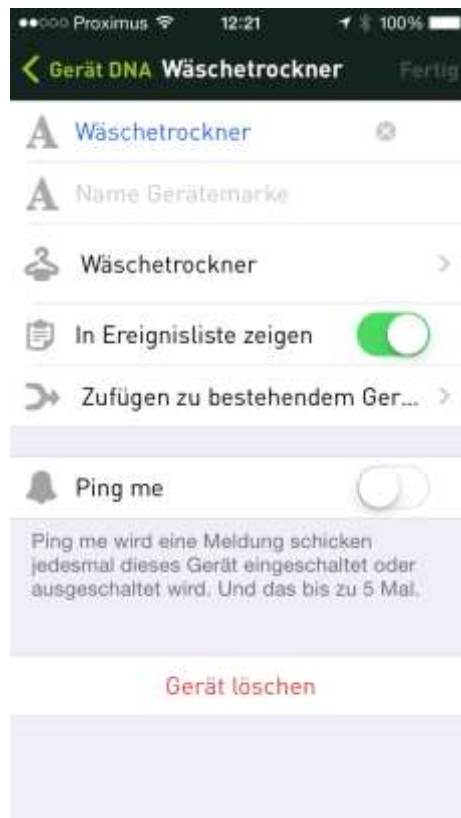 Proximus 12:21 100%
Gerät DNA Wäschetrockner Fertig
Wäschetrockner
Name Gerätemarke
Wäschetrockner
In Ereignisliste zeigen
Zufügen zu bestehendem Ger...
Ping me
Ping me wird eine Meldung schicken
jedesmal dieses Gerät eingeschaltet oder
ausgeschaltet wird. Und das bis zu 5 Mal.
Gerät löschen